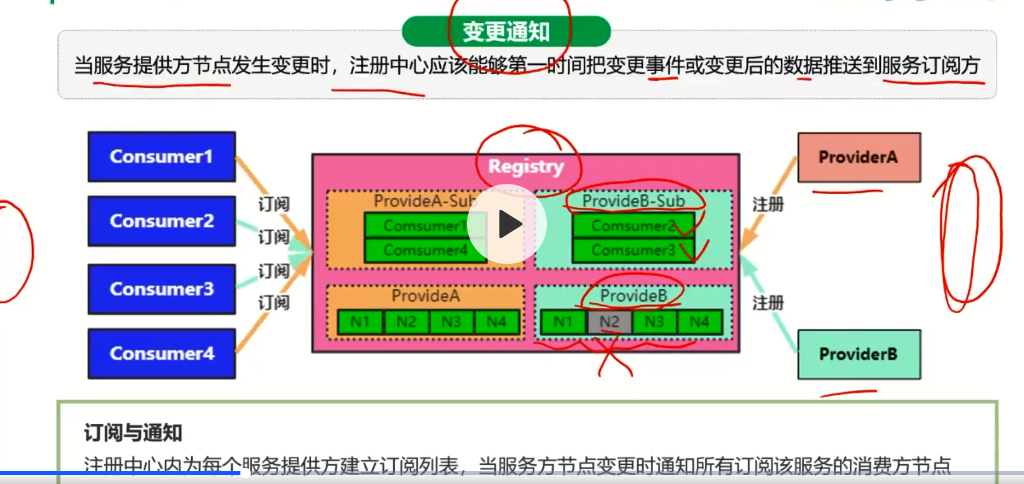 变更通知
当服务提供方节点发生变更时，注册中心应该能够第一时间把变更事件或变更后的数据推送到服务订阅方
Consumer1
Consumer2
Consumer3
Consumer4
订阅
订阅
订阅
订阅
Registry
ProvideA-Sub
Comsumer1
Comsumer4
ProvideB-Sub
Comsumer2
Comsumer3
ProvideA
N1 N2 N3 N4
ProvideB
N1 N2 N3 N4
注册
注册
ProviderA
ProviderB
订阅与通知
注册中心内为每个服务提供方建立订阅列表，当服务方节点变更时通知所有订阅该服务的消费方节点